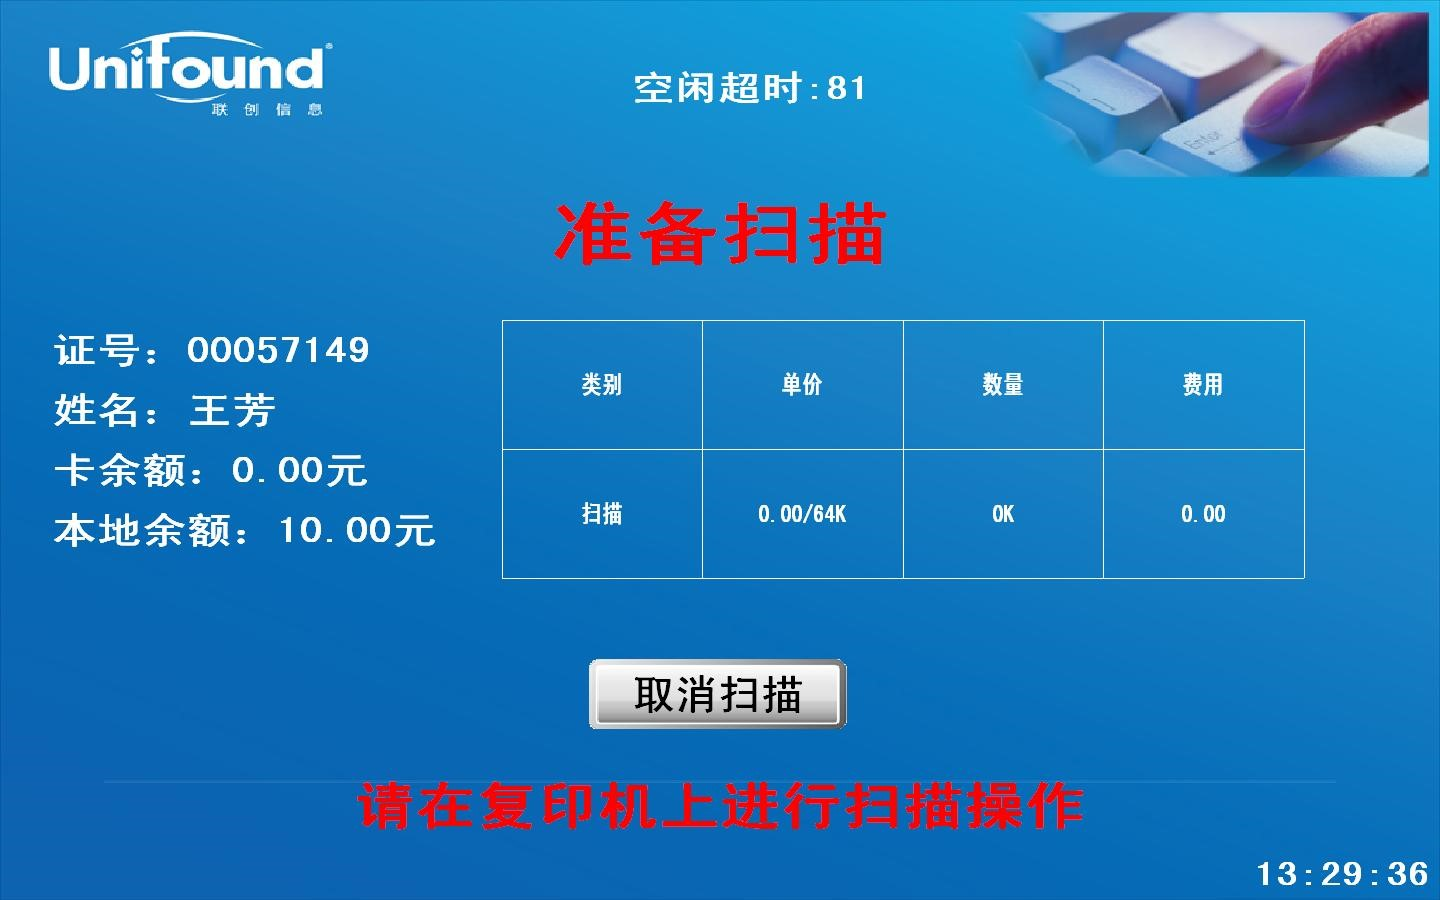 Unifound®
联创信息
空闲超时:81
Enter
准备扫描
证号：00057149
姓名：王芳
卡余额：0.00元
本地余额：10.00元
类别 单价 数量 费用
扫描 0.00/64K 0K 0.00
取消扫描
请在复印机上进行扫描操作
13:29:36